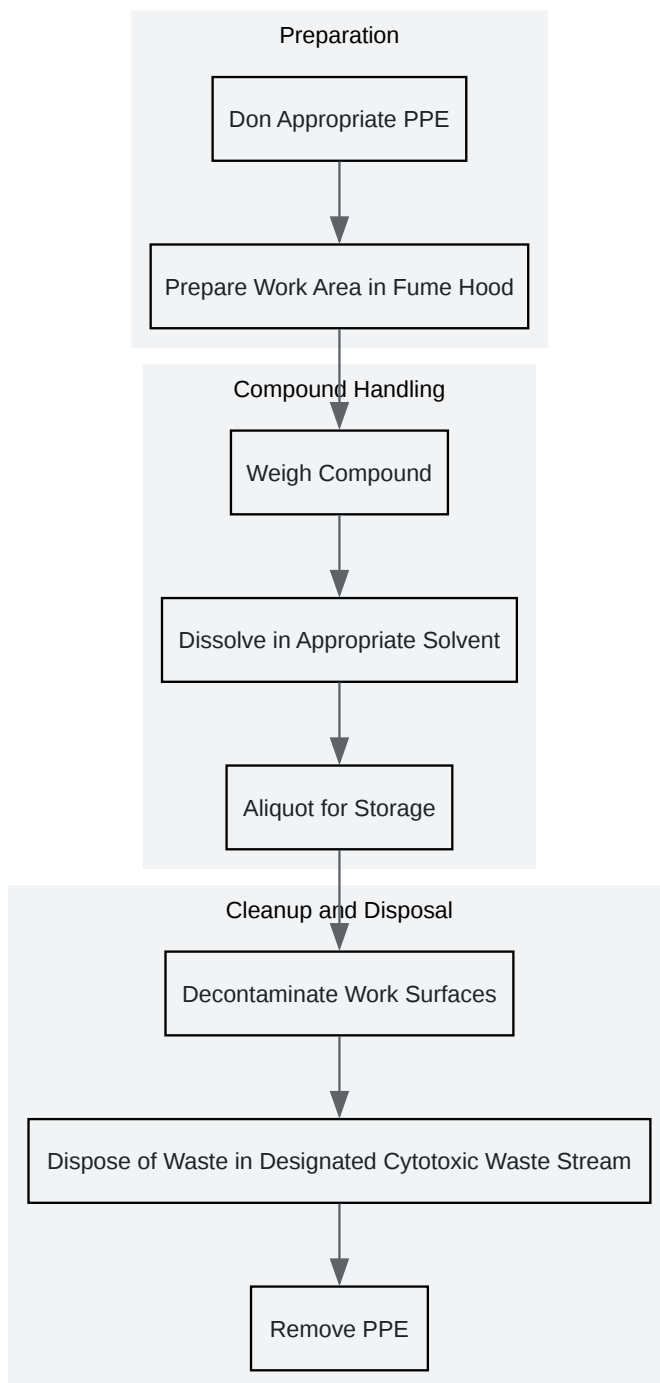 Preparation
Don Appropriate PPE
Prepare Work Area in Fume Hood
Compound Handling
Weigh Compound
Dissolve in Appropriate Solvent
Aliquot for Storage
Cleanup and Disposal
Decontaminate Work Surfaces
Dispose of Waste in Designated Cytotoxic Waste Stream
Remove PPE